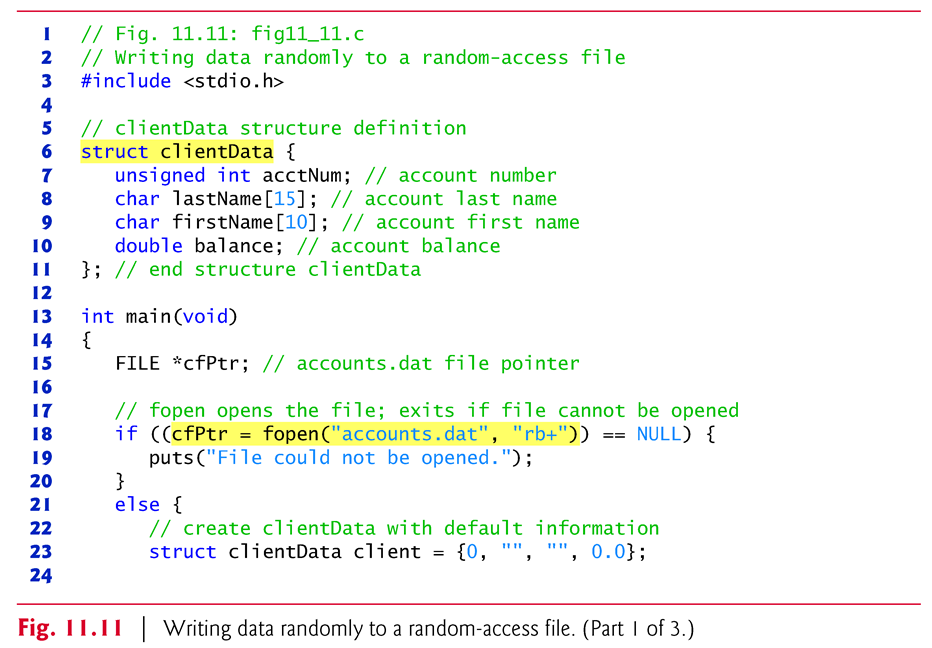 1 // Fig. 11.11: fig11_11.c
2 // Writing data randomly to a random-access file
3 #include <stdio.h>
4
5 // clientData structure definition
6 struct clientData {
7    unsigned int acctNum; // account number
8    char lastName[15]; // account last name
9    char firstName[10]; // account first name
10    double balance; // account balance
11 }; // end structure clientData
12
13 int main(void)
14 {
15    FILE *cfPtr; // accounts.dat file pointer
16
17    // fopen opens the file; exits if file cannot be opened
18    if ((cfPtr = fopen("accounts.dat", "rb+")) == NULL) {
19       puts("File could not be opened.");
20    }
21    else {
22       // create clientData with default information
23       struct clientData client = {0, "", "", 0.0};
24
Fig. 11.11 | Writing data randomly to a random-access file. (Part 1 of 3.)